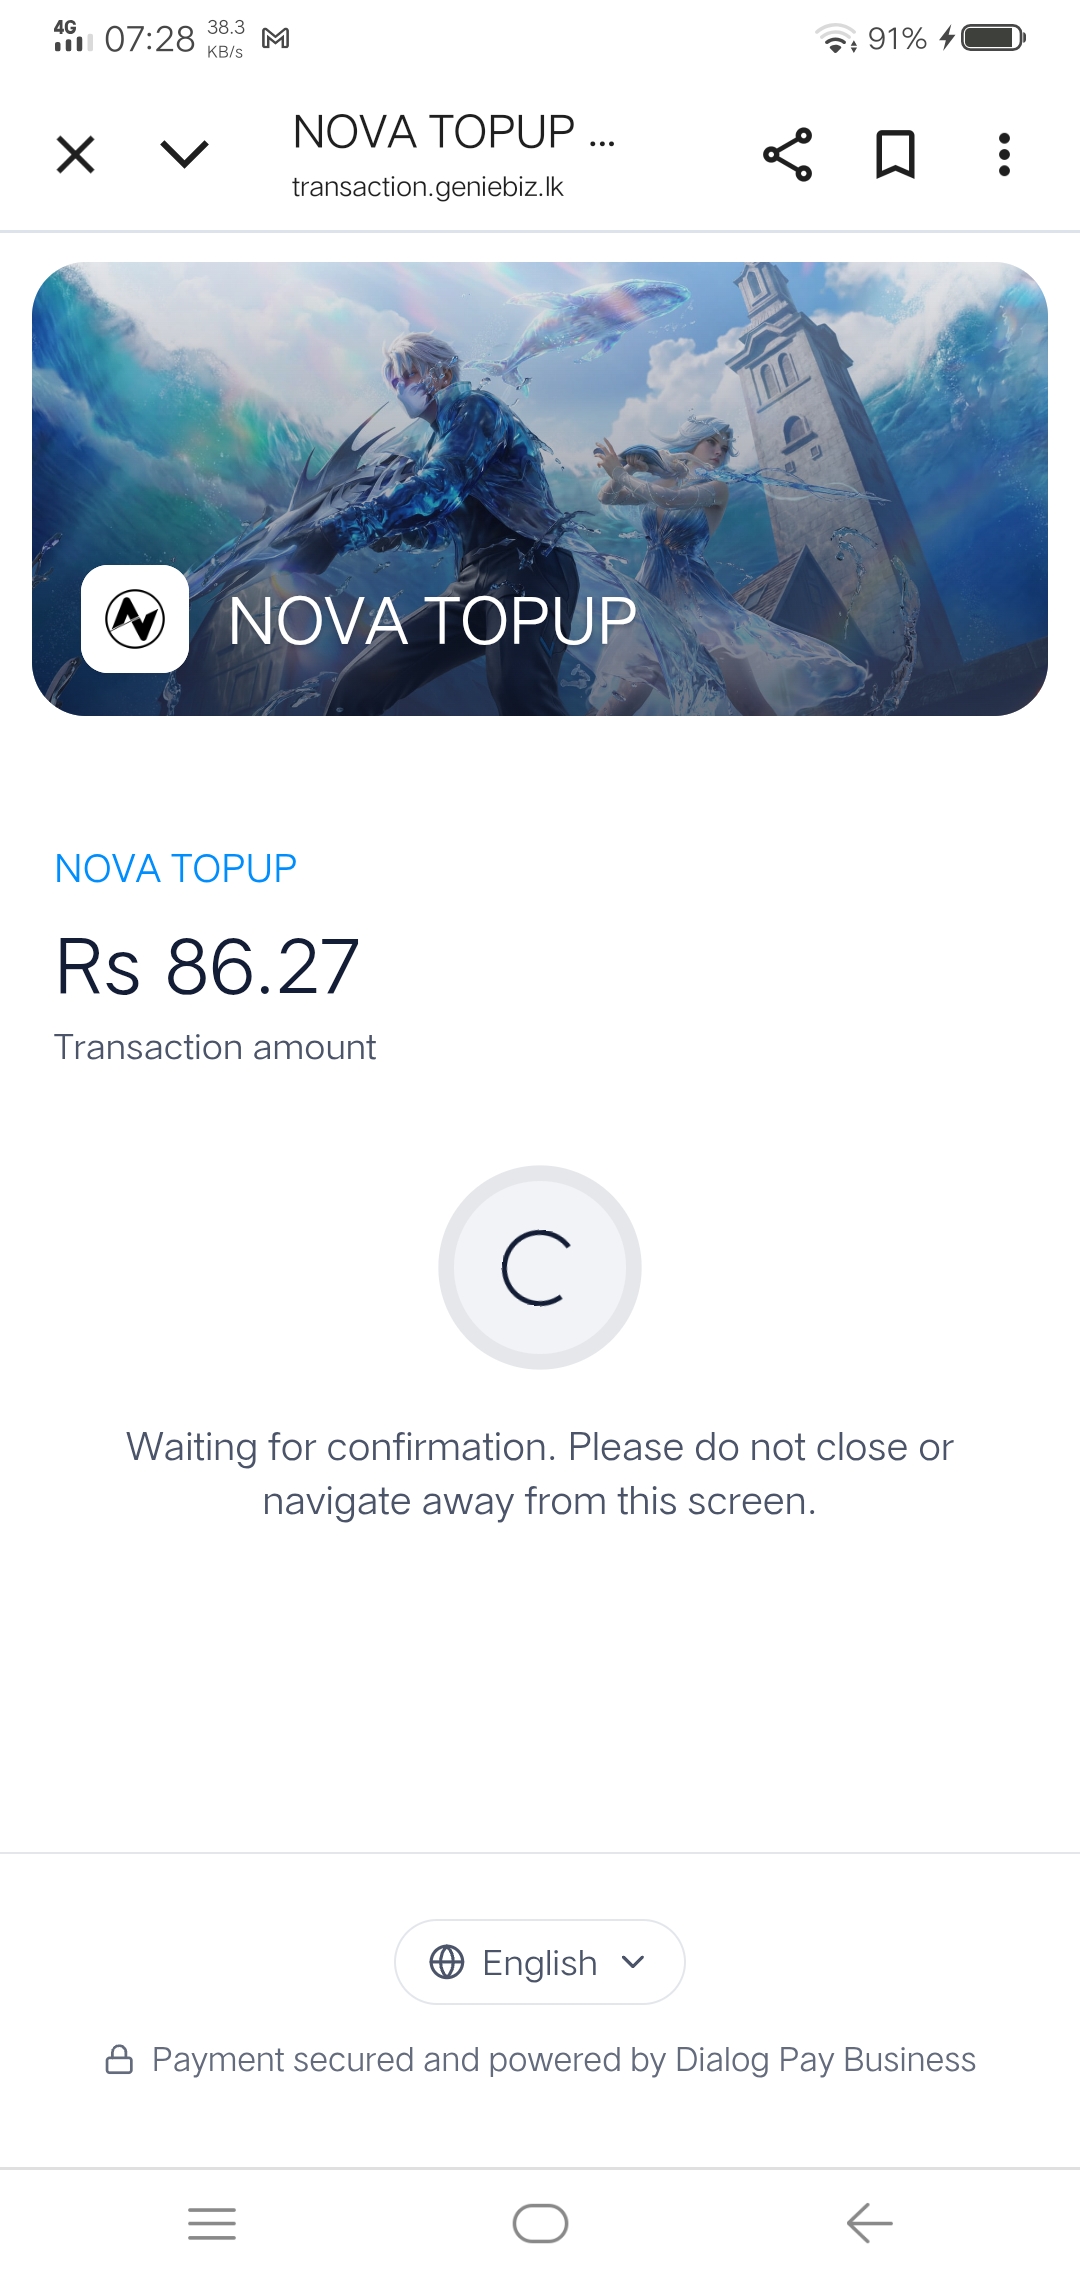 4G 07:28 38.3 KB/s 91%
NOVA TOPUP ...
transaction.geniebiz.lk
NOVA TOPUP
NOVA TOPUP
Rs 86.27
Transaction amount
Waiting for confirmation. Please do not close or
navigate away from this screen.
English
Payment secured and powered by Dialog Pay Business